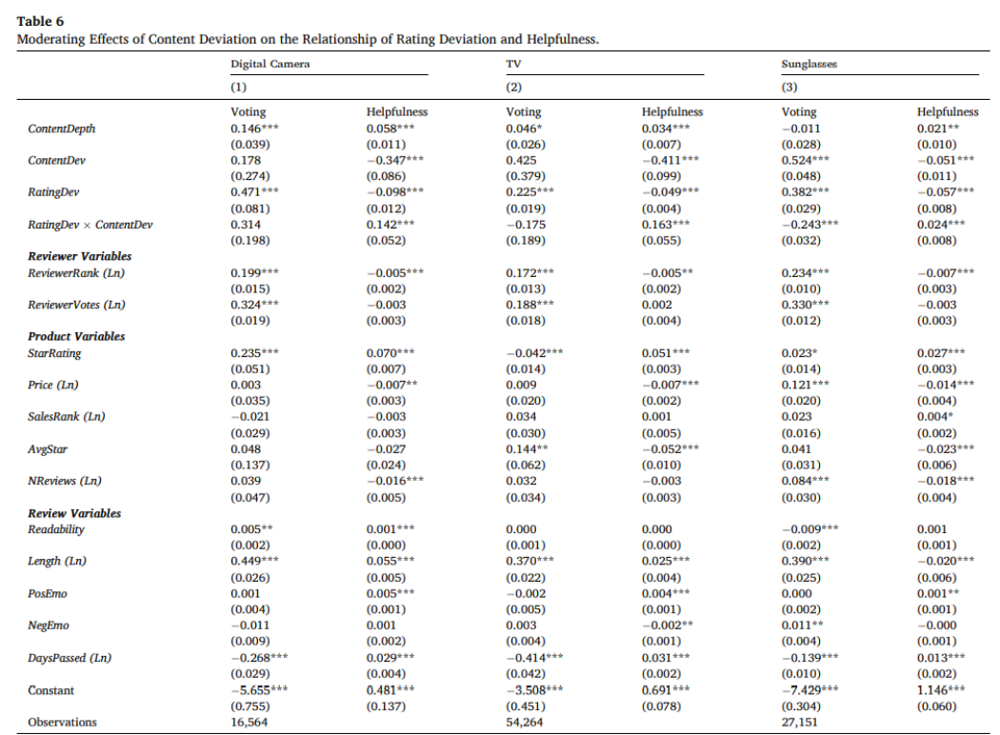 Table 6
Moderating Effects of Content Deviation on the Relationship of Rating Deviation and Helpfulness.
Digital Camera TV Sunglasses
(1) (2) (3)
Voting Helpfulness Voting Helpfulness Voting Helpfulness
ContentDepth 0.146*** 0.058*** 0.046* 0.034*** −0.011 0.021**
(0.039) (0.011) (0.026) (0.007) (0.028) (0.010)
ContentDev 0.178 −0.347*** 0.425 −0.411*** 0.524*** −0.051***
(0.274) (0.086) (0.379) (0.099) (0.048) (0.011)
RatingDev 0.471*** −0.098*** 0.225*** −0.049*** 0.382*** −0.057***
(0.081) (0.012) (0.019) (0.004) (0.029) (0.008)
RatingDev × ContentDev 0.314 0.142*** −0.175 0.163*** −0.243*** 0.024***
(0.198) (0.052) (0.189) (0.055) (0.032) (0.008)
Reviewer Variables
ReviewerRank (Ln) 0.199*** −0.005*** 0.172*** −0.005** 0.234*** −0.007***
(0.015) (0.002) (0.013) (0.002) (0.010) (0.003)
ReviewerVotes (Ln) 0.324*** −0.003 0.188*** 0.002 0.330*** −0.003
(0.019) (0.003) (0.018) (0.004) (0.012) (0.003)
Product Variables
StarRating 0.235*** 0.070*** −0.042*** 0.051*** 0.023* 0.027***
(0.051) (0.007) (0.014) (0.003) (0.014) (0.003)
Price (Ln) 0.003 −0.007** 0.009 −0.007*** 0.121*** −0.014***
(0.035) (0.003) (0.020) (0.002) (0.020) (0.004)
SalesRank (Ln) −0.021 −0.003 0.034 0.001 0.023 0.004*
(0.029) (0.003) (0.030) (0.005) (0.016) (0.002)
AvgStar 0.048 −0.027 0.144** −0.052*** 0.041 −0.023***
(0.137) (0.024) (0.062) (0.010) (0.031) (0.006)
NReviews (Ln) 0.039 −0.016*** 0.032 −0.003 0.084*** −0.018***
(0.047) (0.005) (0.034) (0.003) (0.030) (0.004)
Review Variables
Readability 0.005** 0.001*** 0.000 0.000 −0.009*** 0.001
(0.002) (0.000) (0.001) (0.000) (0.002) (0.001)
Length (Ln) 0.449*** 0.055*** 0.370*** 0.025*** 0.390*** −0.020***
(0.026) (0.005) (0.022) (0.004) (0.025) (0.006)
PosEmo 0.001 0.005*** −0.002 0.004*** 0.000 0.001**
(0.004) (0.001) (0.005) (0.001) (0.002) (0.001)
NegEmo −0.011 0.001 0.003 −0.002** 0.011** −0.000
(0.009) (0.002) (0.004) (0.001) (0.004) (0.001)
DaysPassed (Ln) −0.268*** 0.029*** −0.414*** 0.031*** −0.139*** 0.013***
(0.029) (0.004) (0.042) (0.002) (0.010) (0.002)
Constant −5.655*** 0.481*** −3.508*** 0.691*** −7.429*** 1.146***
(0.755) (0.137) (0.451) (0.078) (0.304) (0.060)
Observations 16,564 54,264 27,151